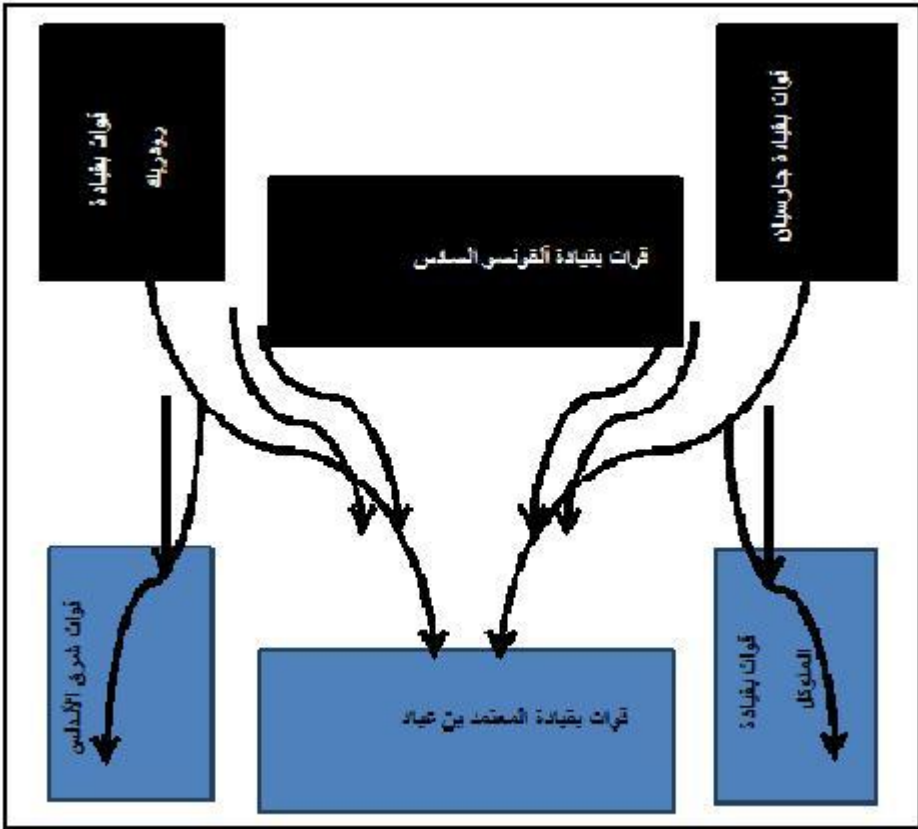 قوات بقيادة
رودريك
قوات بقيادة ألفونسو السادس
قوات بقيادة جارسيان
قوات شرق الأندلس
قوات بقيادة المعتمد بن عباد
قوات بقيادة
المتوكل